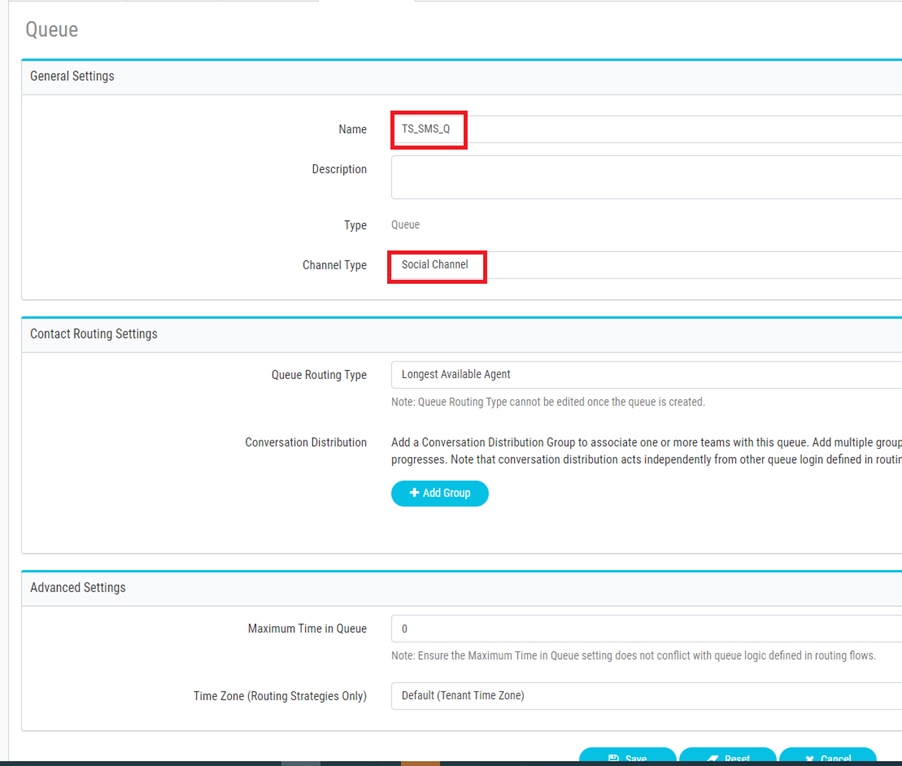 Queue
General Settings
Name TS_SMS_Q
Description
Type Queue
Channel Type Social Channel
Contact Routing Settings
Queue Routing Type Longest Available Agent
Note: Queue Routing Type cannot be edited once the queue is created.
Conversation Distribution Add a Conversation Distribution Group to associate one or more teams with this queue. Add multiple group
progresses. Note that conversation distribution acts independently from other queue login defined in routin
+ Add Group
Advanced Settings
Maximum Time in Queue 0
Note: Ensure the Maximum Time in Queue setting does not conflict with queue logic defined in routing flows.
Time Zone (Routing Strategies Only) Default (Tenant Time Zone)
Save Reset Cancel